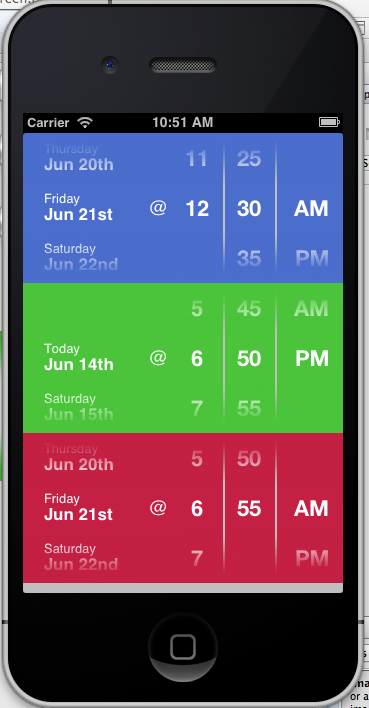 Carrier 10:51 AM
Thursday 11 25
Jun 20th
Friday
Jun 21st @ 12 30 AM
Saturday 35 PM
Jun 22nd
5 45 AM
Today
Jun 14th @ 6 50 PM
Saturday 7 55
Jun 15th
Thursday 5 50
Jun 20th
Friday
Jun 21st @ 6 55 AM
Saturday 7 PM
Jun 22nd
or a